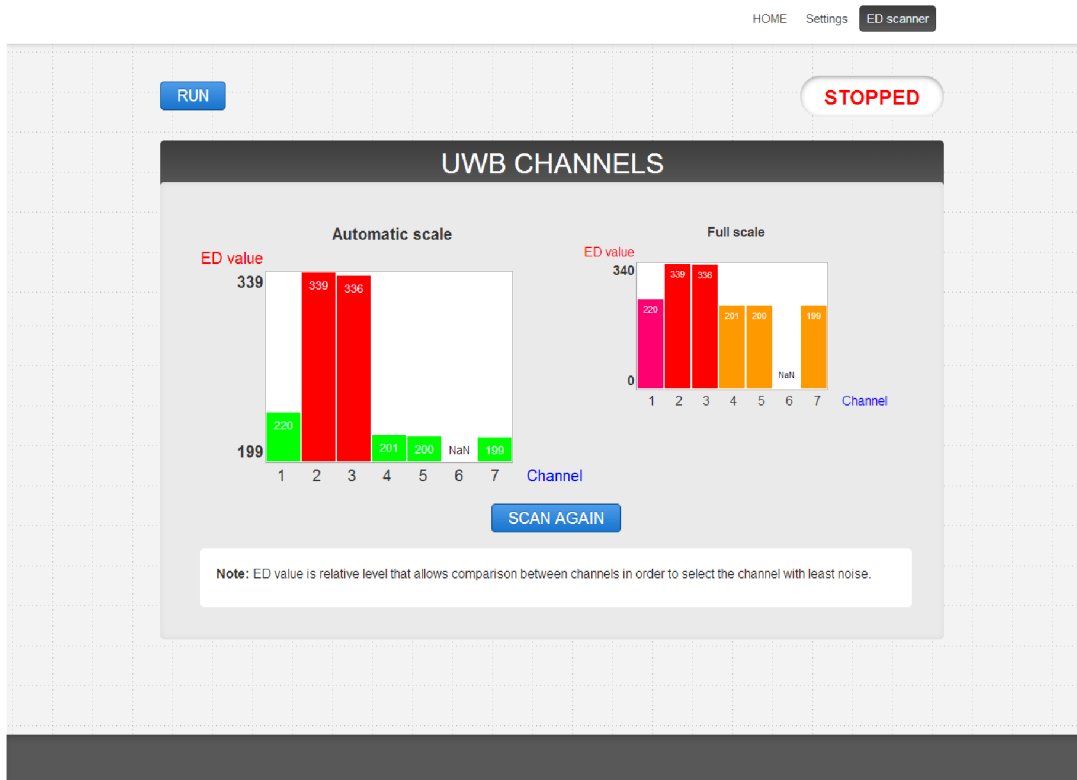 HOME Settings ED scanner
RUN
STOPPED
UWB CHANNELS
Automatic scale
ED value
339
199
220 339 336 201 200 NaN 199
1 2 3 4 5 6 7 Channel
Full scale
ED value
340
0
220 339 336 201 200 NaN 199
1 2 3 4 5 6 7 Channel
SCAN AGAIN
Note: ED value is relative level that allows comparison between channels in order to select the channel with least noise.